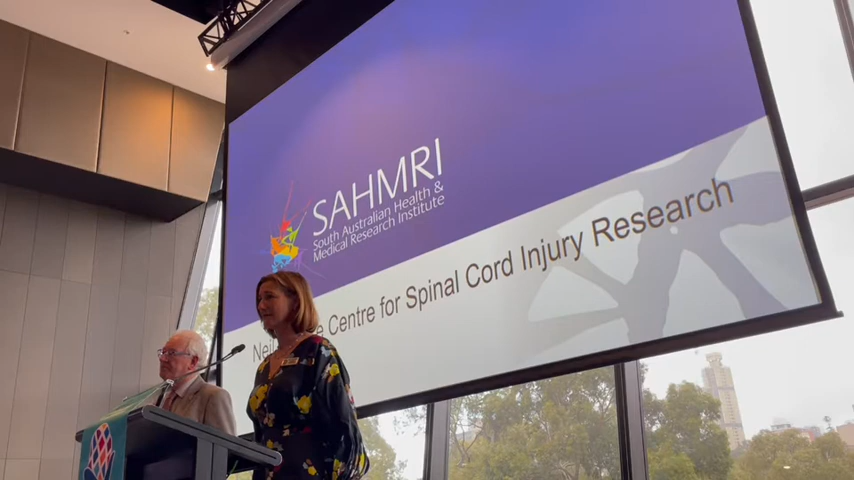 SAHMRI
South Australian Health &
Medical Research Institute
Centre for Spinal Cord Injury Research